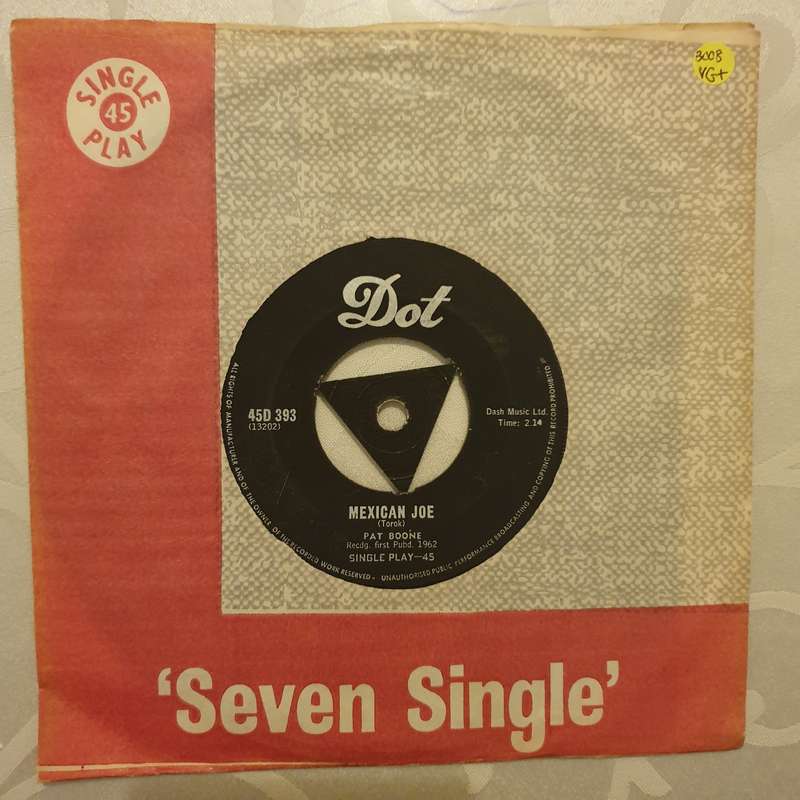 SINGLE
45
PLAY
3008
VG+
Dot
45D 393
(13202)
Dash Music Ltd.
Time: 2.14
MEXICAN JOE
(Torok)
PAT BOONE
Recdg. first Pubd. 1962
SINGLE PLAY—45
ALL RIGHTS OF MANUFACTURER AND OF THE OWNER OF THE RECORDED WORK RESERVED - UNAUTHORISED PUBLIC PERFORMANCE BROADCASTING AND COPYING OF THIS RECORD PROHIBITED
'Seven Single'